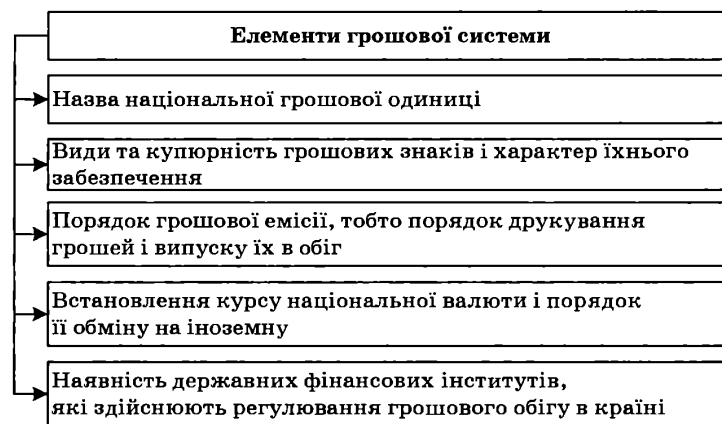 Елементи грошової системи
Назва національної грошової одиниці
Види та купюрність грошових знаків і характер їхнього
забезпечення
Порядок грошової емісії, тобто порядок друкування
грошей і випуску їх в обіг
Встановлення курсу національної валюти і порядок
її обміну на іноземну
Наявність державних фінансових інститутів,
які здійснюють регулювання грошового обігу в країні